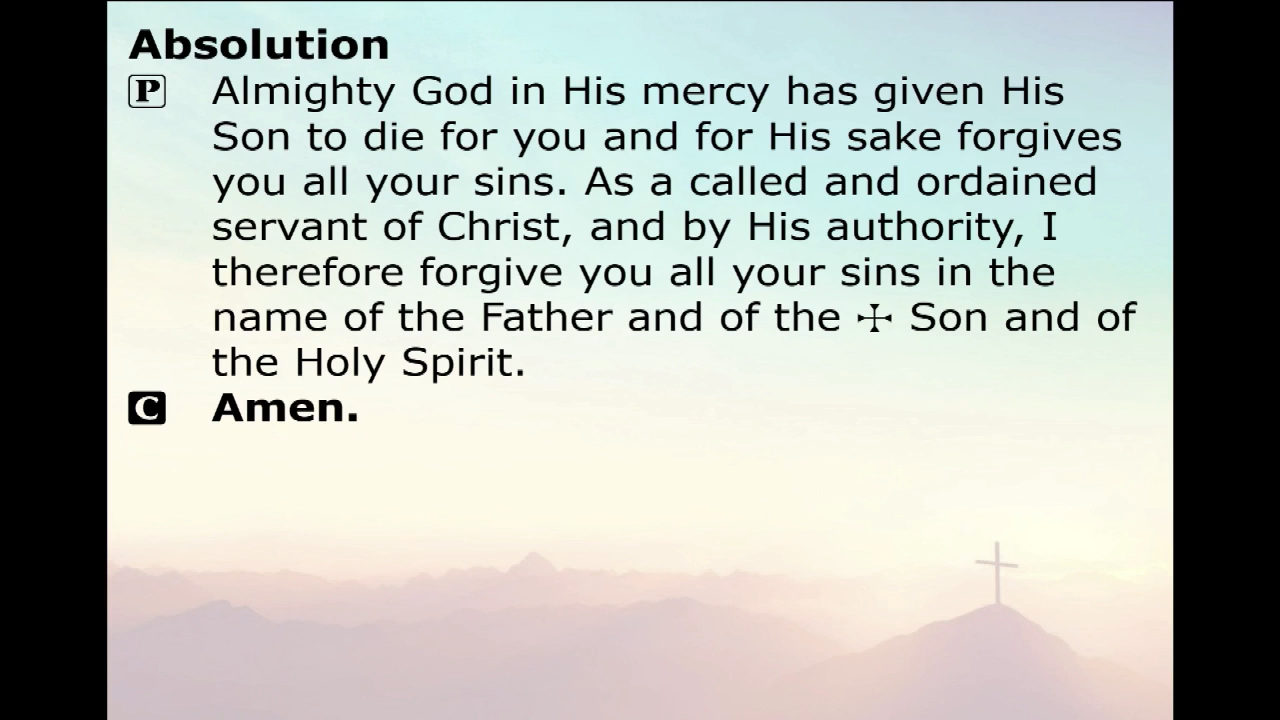 Absolution
P Almighty God in His mercy has given His
Son to die for you and for His sake forgives
you all your sins. As a called and ordained
servant of Christ, and by His authority, I
therefore forgive you all your sins in the
name of the Father and of the ☩ Son and of
the Holy Spirit.
C Amen.